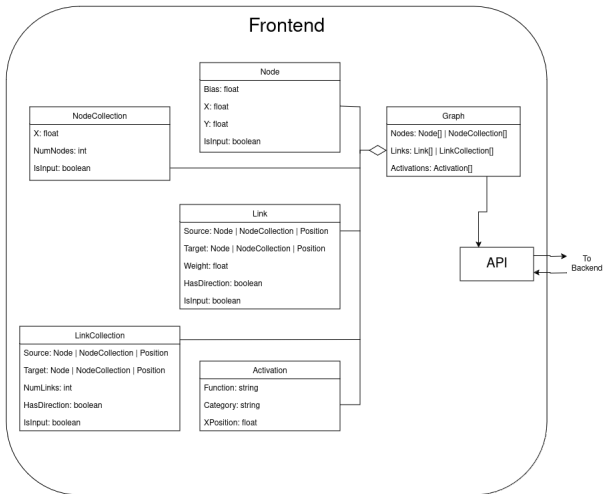 Frontend
Node
Bias: float
X: float
Y: float
IsInput: boolean
NodeCollection
X: float
NumNodes: int
IsInput: boolean
Graph
Nodes: Node[] | NodeCollection[]
Links: Link[] | LinkCollection[]
Activations: Activation[]
Link
Source: Node | NodeCollection | Position
Target: Node | NodeCollection | Position
Weight: float
HasDirection: boolean
IsInput: boolean
API
To
Backend
LinkCollection
Source: Node | NodeCollection | Position
Target: Node | NodeCollection | Position
NumLinks: int
HasDirection: boolean
IsInput: boolean
Activation
Function: string
Category: string
XPosition: float